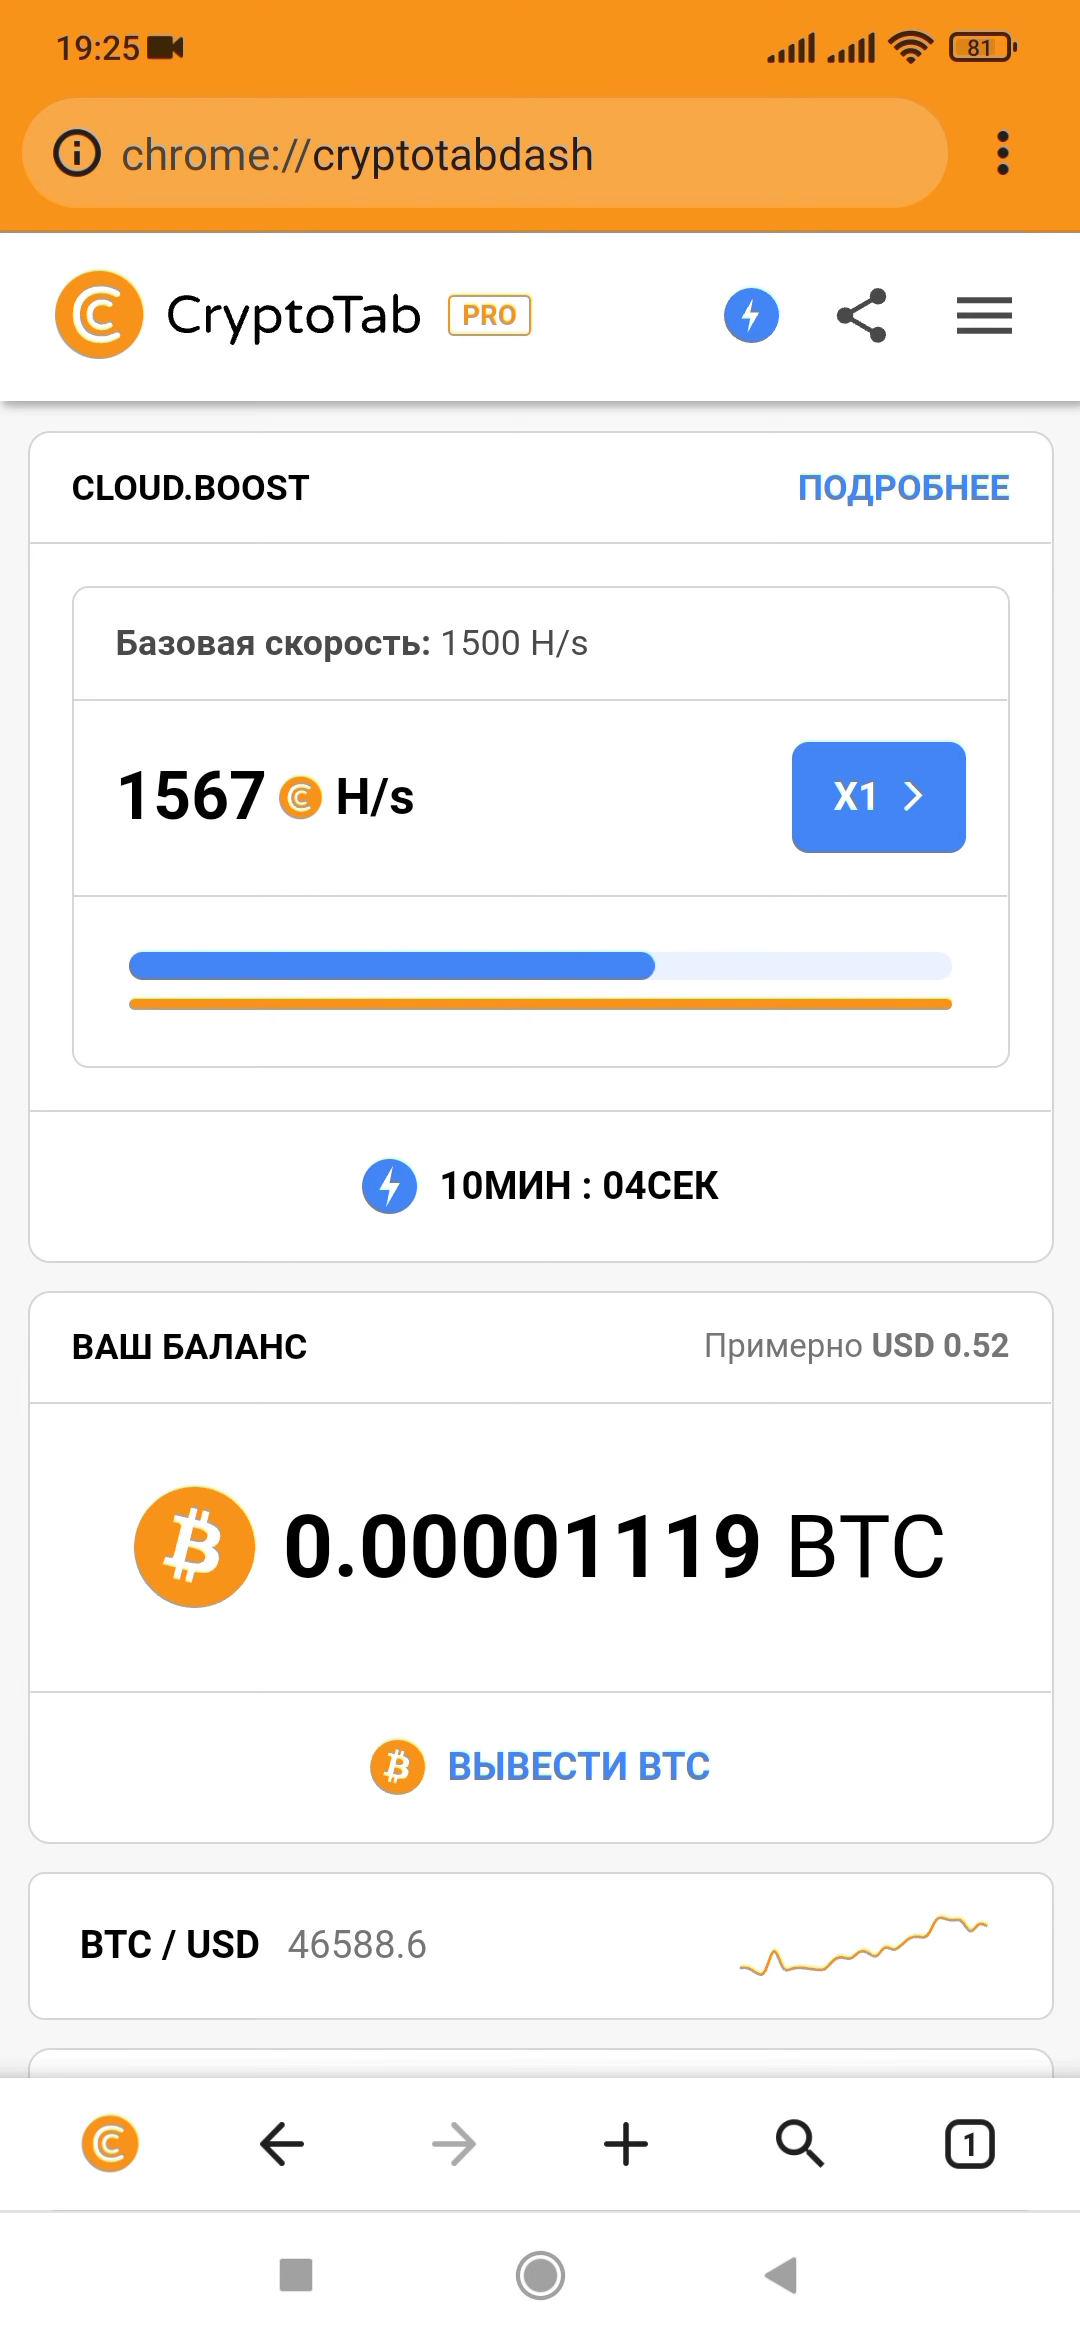 19:25
81
chrome://cryptotabdash
CryptoTab PRO
CLOUD.BOOST ПОДРОБНЕЕ
Базовая скорость: 1500 H/s
1567 H/s X1
10МИН : 04СЕК
ВАШ БАЛАНС Примерно USD 0.52
0.00001119 BTC
ВЫВЕСТИ BTC
BTC / USD 46588.6
1